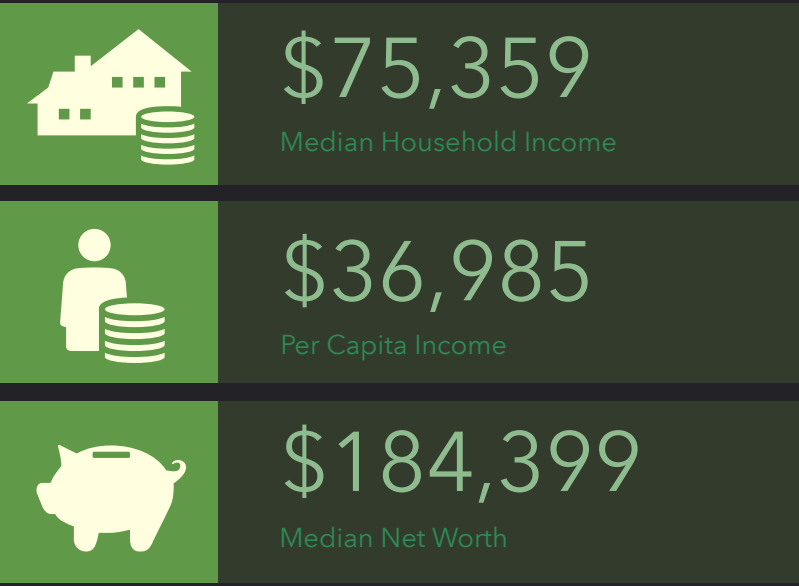 $75,359
Median Household Income
$36,985
Per Capita Income
$184,399
Median Net Worth